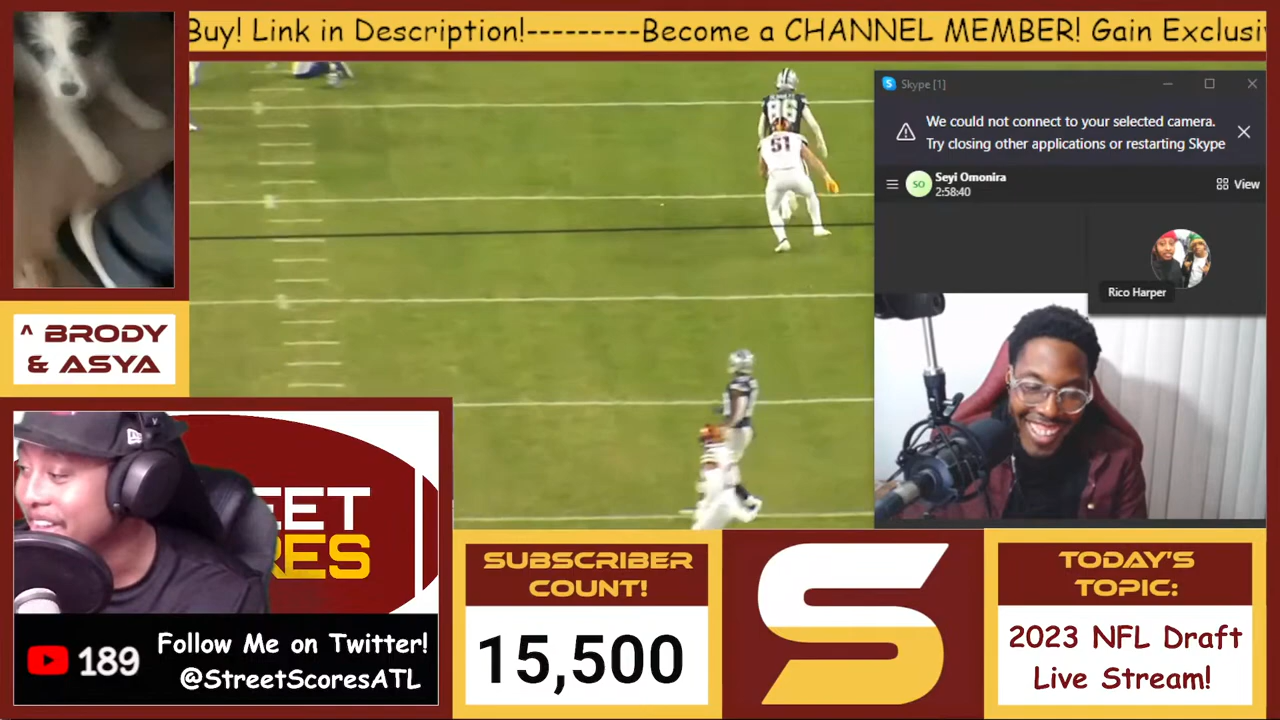 Buy! Link in Description!---------Become a CHANNEL MEMBER! Gain Exclusi
Skype [1]
We could not connect to your selected camera.
Try closing other applications or restarting Skype
SO
Seyi Omonira
2:58:40
View
Rico Harper
86
51
^ BRODY
& ASYA
EET
RES
189
Follow Me on Twitter!
@StreetScoresATL
SUBSCRIBER
COUNT!
15,500
S
TODAY'S
TOPIC:
2023 NFL Draft
Live Stream!